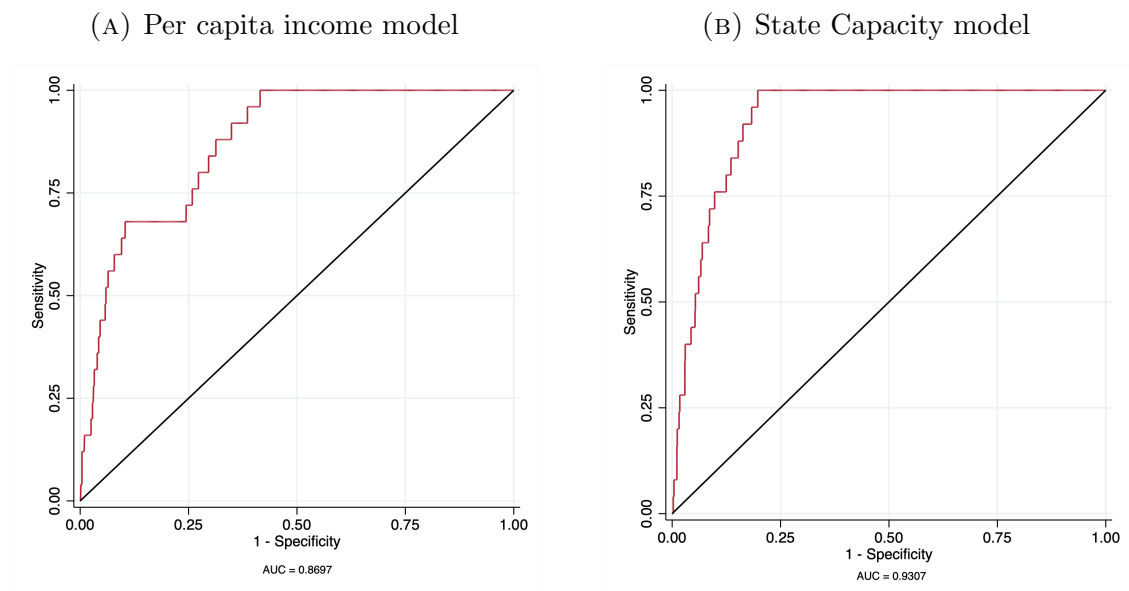 (A) Per capita income model
1.00
0.75
0.50
0.25
0.00
Sensitivity
0.00 0.25 0.50 0.75 1.00
1 - Specificity
AUC = 0.8697
(B) State Capacity model
1.00
0.75
0.50
0.25
0.00
Sensitivity
0.00 0.25 0.50 0.75 1.00
1 - Specificity
AUC = 0.9307